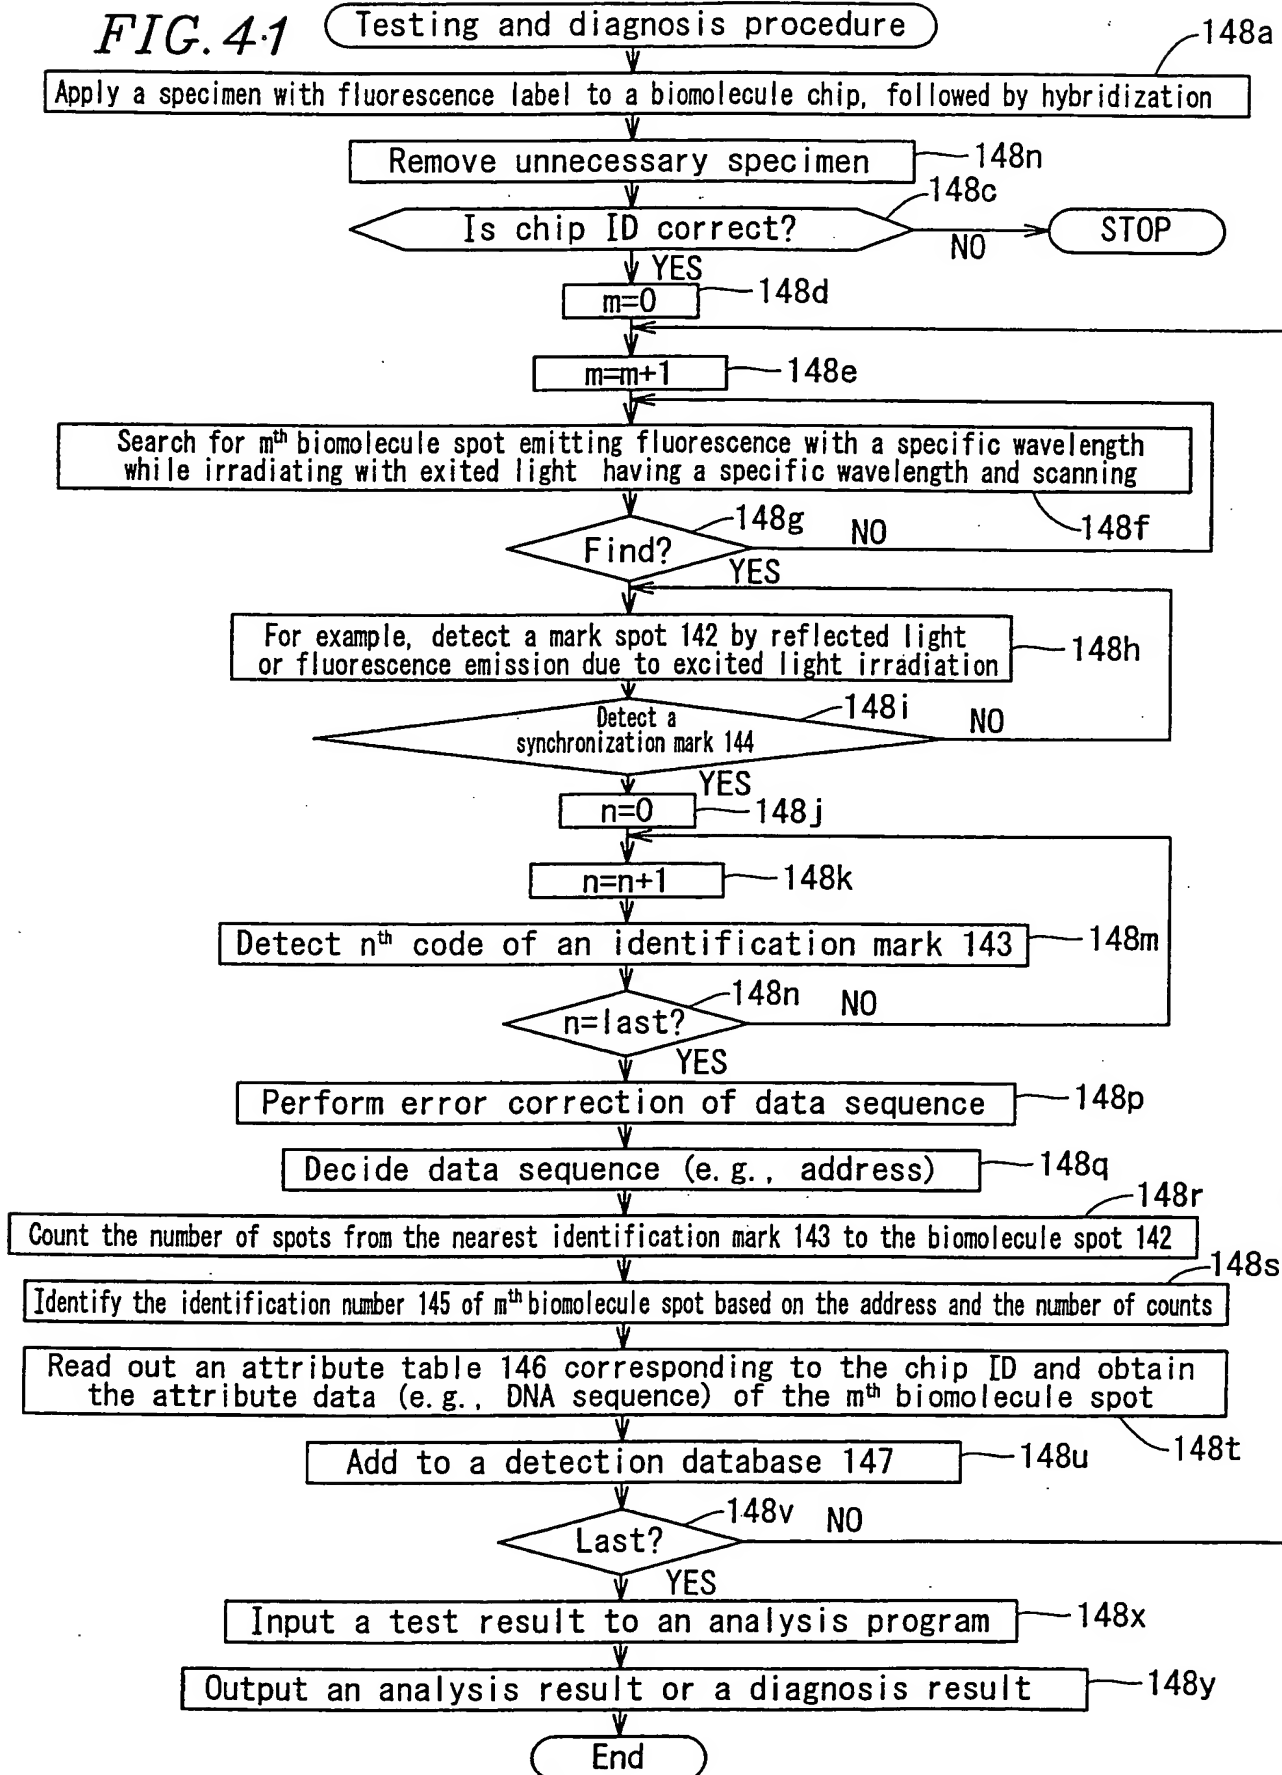 FIG. 41
Testing and diagnosis procedure
148a
Apply a specimen with fluorescence label to a biomolecule chip, followed by hybridization
Remove unnecessary specimen
148n
148c
Is chip ID correct?
NO
STOP
YES
m=0
148d
m=m+1
148e
Search for mth biomolecule spot emitting fluorescence with a specific wavelength
while irradiating with exited light having a specific wavelength and scanning
148f
148g
Find?
NO
YES
For example, detect a mark spot 142 by reflected light
or fluorescence emission due to excited light irradiation
148h
148i
Detect a
synchronization mark 144
NO
YES
n=0
148j
n=n+1
148k
Detect nth code of an identification mark 143
148m
148n
n=last?
NO
YES
Perform error correction of data sequence
148p
Decide data sequence (e.g., address)
148q
148r
Count the number of spots from the nearest identification mark 143 to the biomolecule spot 142
148s
Identify the identification number 145 of mth biomolecule spot based on the address and the number of counts
Read out an attribute table 146 corresponding to the chip ID and obtain
the attribute data (e.g., DNA sequence) of the mth biomolecule spot
148t
Add to a detection database 147
148u
148v
Last?
NO
YES
Input a test result to an analysis program
148x
Output an analysis result or a diagnosis result
148y
End